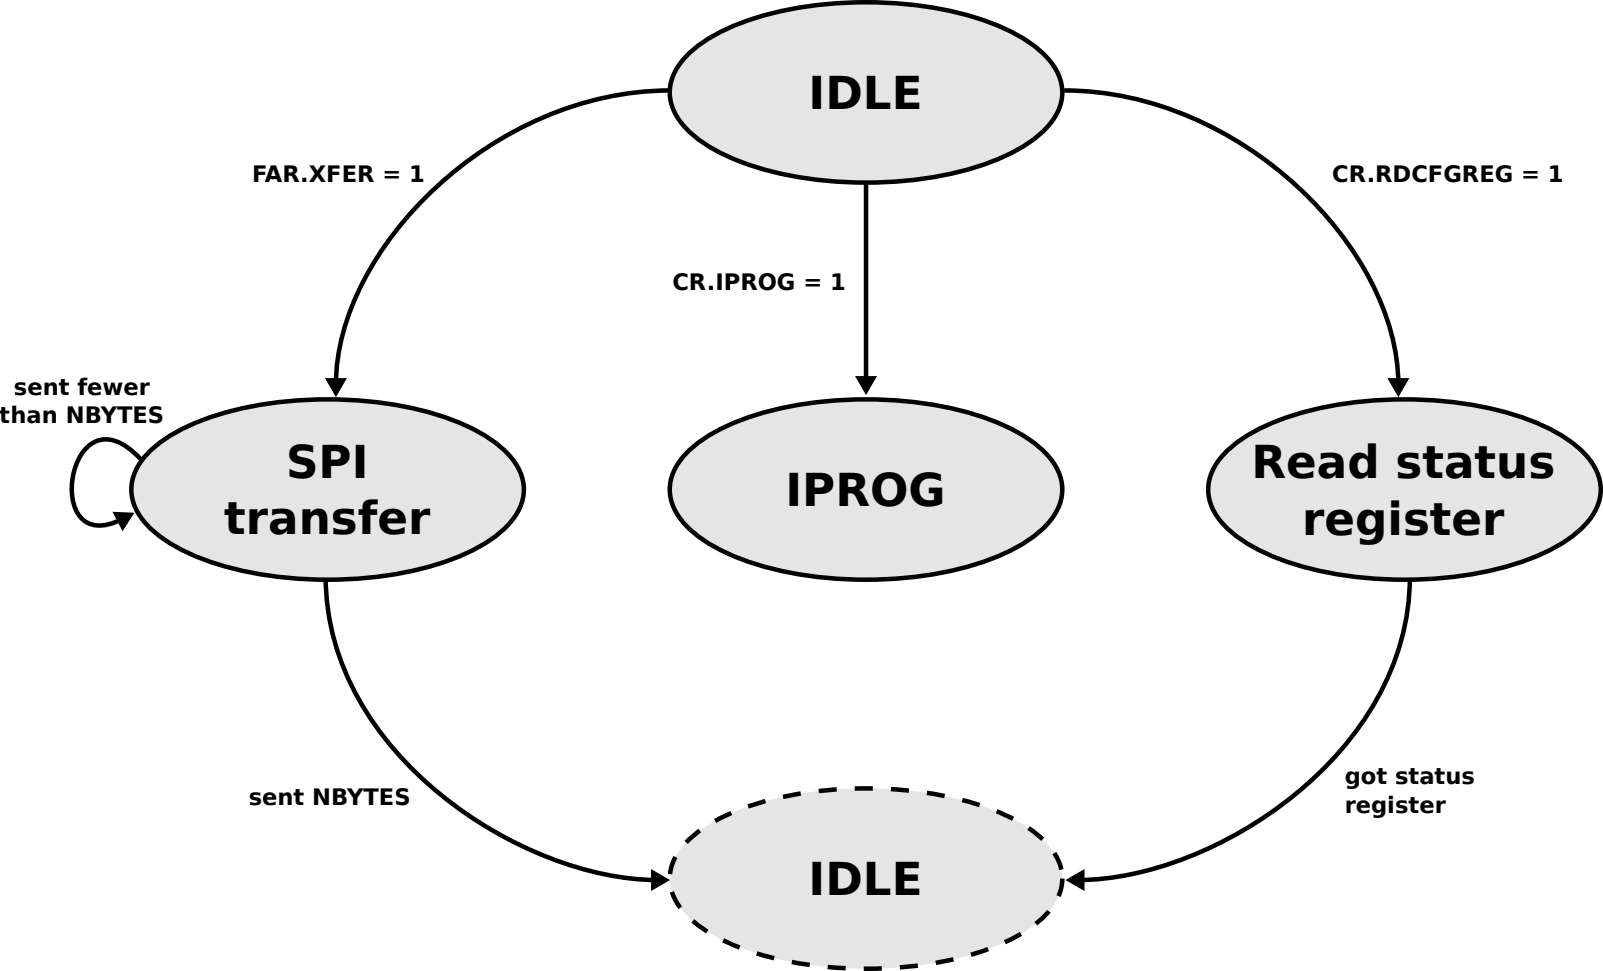 IDLE
FAR.XFER = 1
CR.RDCFGREG = 1
CR.IPROG = 1
sent fewer
than NBYTES
SPI
transfer
IPROG
Read status
register
sent NBYTES
got status
register
IDLE